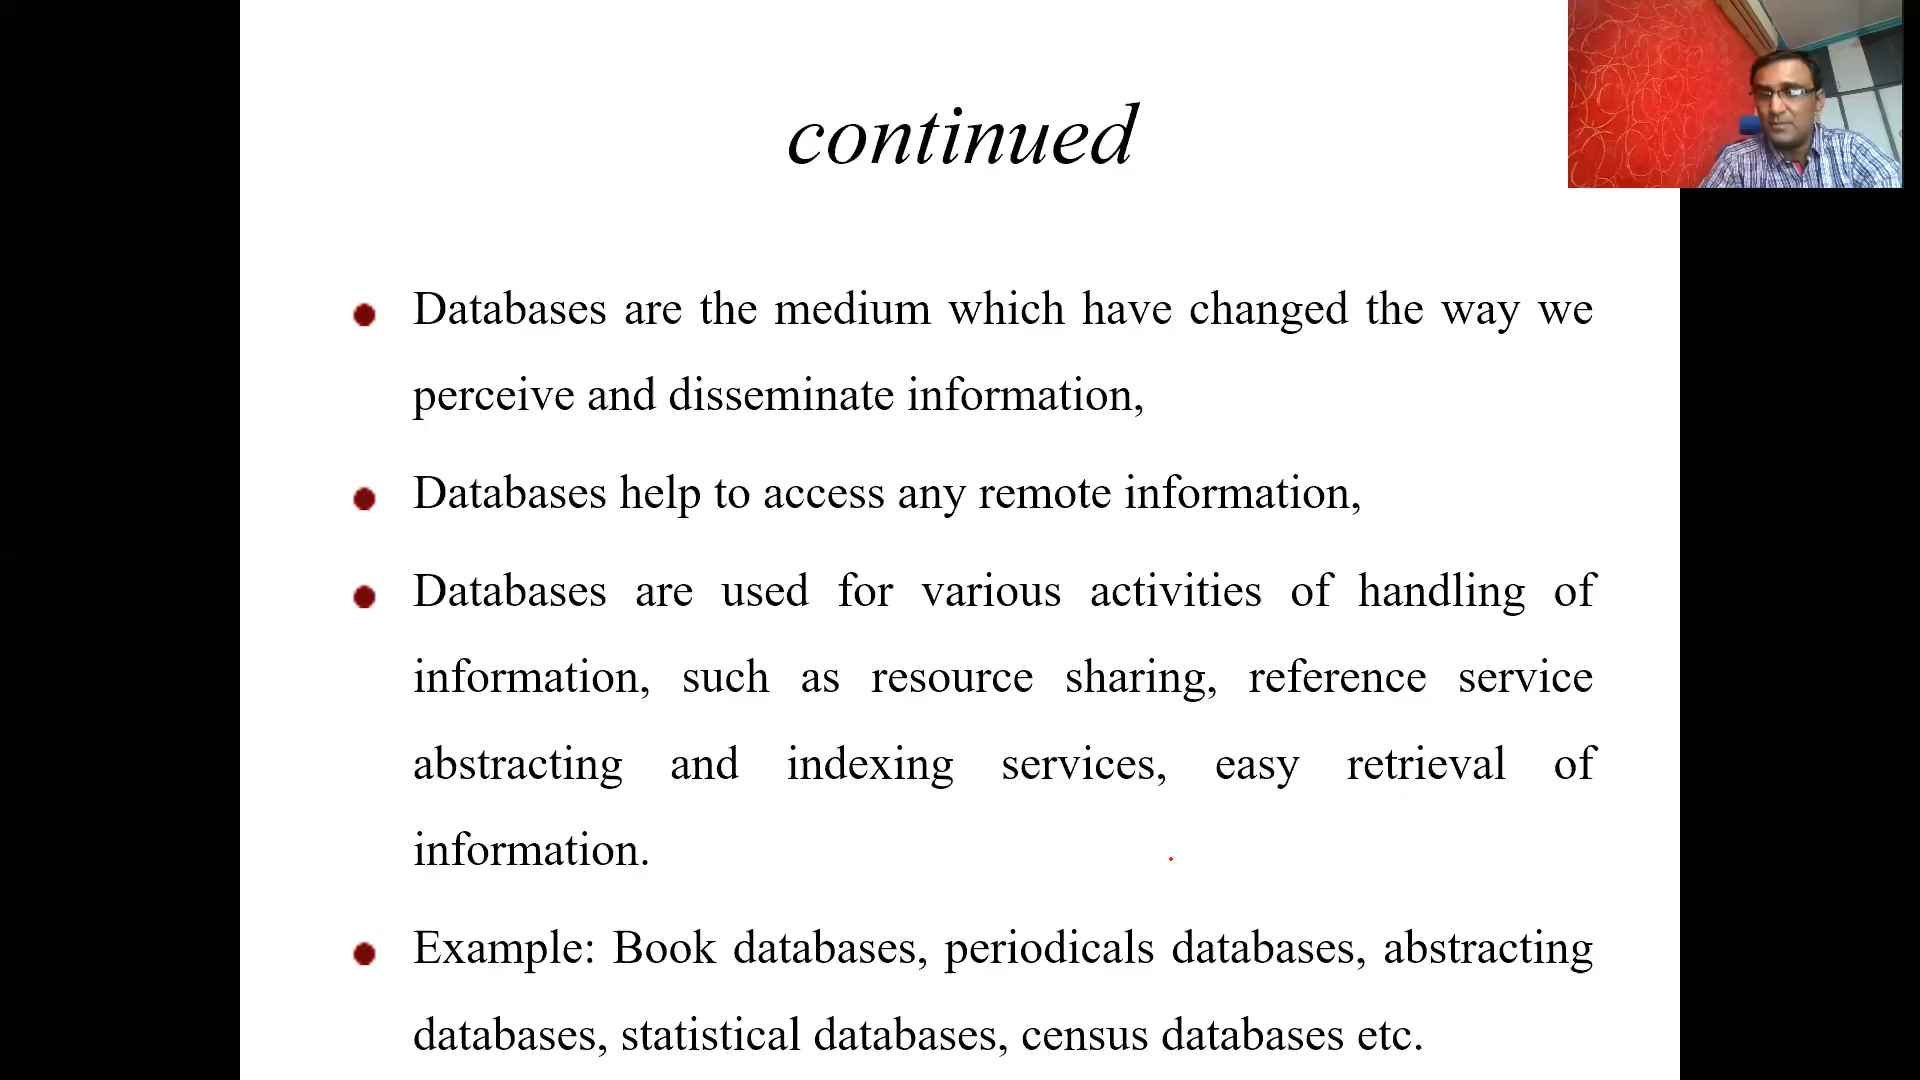 continued
Databases are the medium which have changed the way we
perceive and disseminate information,
Databases help to access any remote information,
Databases are used for various activities of handling of
information, such as resource sharing, reference service
abstracting and indexing services, easy retrieval of
information.
Example: Book databases, periodicals databases, abstracting
databases, statistical databases, census databases etc.